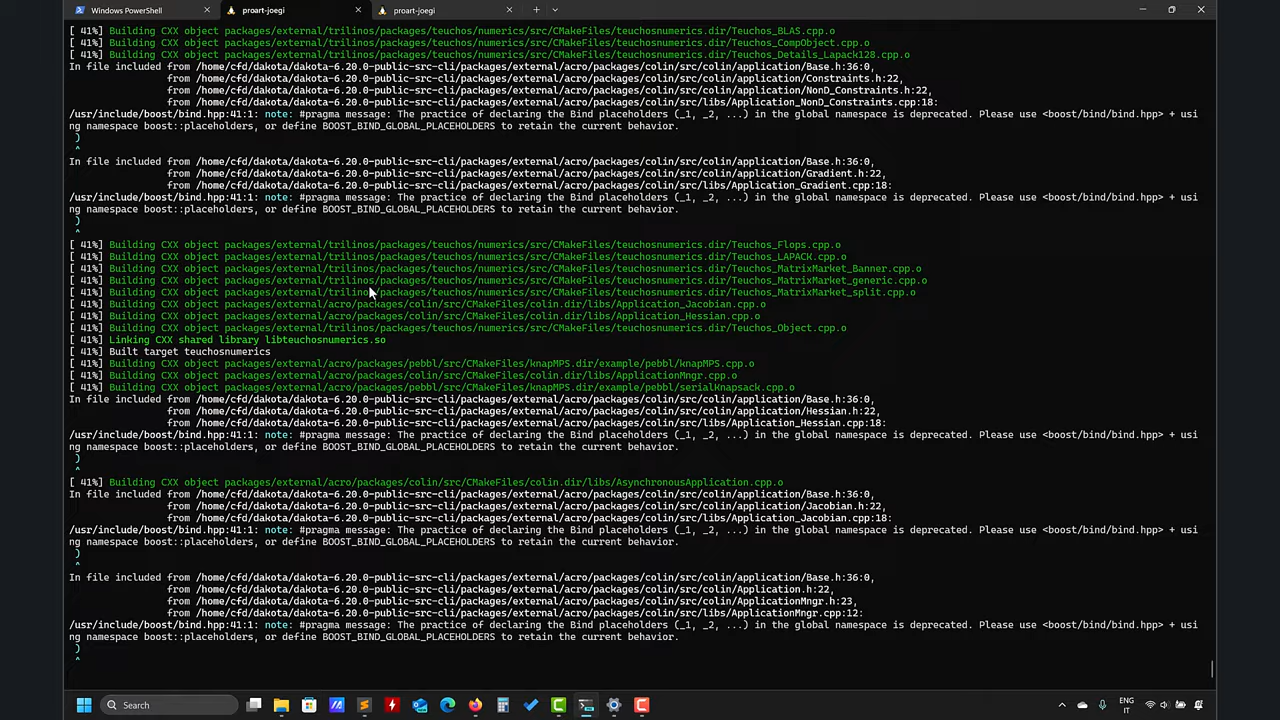 Windows PowerShell
proart-joegi
proart-joegi
[ 41%] Building CXX object packages/external/trilinos/packages/teuchos/numerics/src/CMakeFiles/teuchosnumerics.dir/Teuchos_BLAS.cpp.o
[ 41%] Building CXX object packages/external/trilinos/packages/teuchos/numerics/src/CMakeFiles/teuchosnumerics.dir/Teuchos_CompObject.cpp.o
[ 41%] Building CXX object packages/external/trilinos/packages/teuchos/numerics/src/CMakeFiles/teuchosnumerics.dir/Teuchos_Details_Lapack128.cpp.o
In file included from /home/cfd/dakota/dakota-6.20.0-public-src-cli/packages/external/acro/packages/colin/src/colin/application/Base.h:36:0,
from /home/cfd/dakota/dakota-6.20.0-public-src-cli/packages/external/acro/packages/colin/src/colin/application/Constraints.h:22,
from /home/cfd/dakota/dakota-6.20.0-public-src-cli/packages/external/acro/packages/colin/src/colin/application/NonD_Constraints.h:22,
from /home/cfd/dakota/dakota-6.20.0-public-src-cli/packages/external/acro/packages/colin/src/libs/Application_NonD_Constraints.cpp:18:
/usr/include/boost/bind.hpp:41:1: note: #pragma message: The practice of declaring the Bind placeholders (_1, _2, ...) in the global namespace is deprecated. Please use <boost/bind/bind.hpp> + usi
ng namespace boost::placeholders, or define BOOST_BIND_GLOBAL_PLACEHOLDERS to retain the current behavior.
)
^
In file included from /home/cfd/dakota/dakota-6.20.0-public-src-cli/packages/external/acro/packages/colin/src/colin/application/Base.h:36:0,
from /home/cfd/dakota/dakota-6.20.0-public-src-cli/packages/external/acro/packages/colin/src/colin/application/Gradient.h:22,
from /home/cfd/dakota/dakota-6.20.0-public-src-cli/packages/external/acro/packages/colin/src/libs/Application_Gradient.cpp:18:
/usr/include/boost/bind.hpp:41:1: note: #pragma message: The practice of declaring the Bind placeholders (_1, _2, ...) in the global namespace is deprecated. Please use <boost/bind/bind.hpp> + usi
ng namespace boost::placeholders, or define BOOST_BIND_GLOBAL_PLACEHOLDERS to retain the current behavior.
)
^
[ 41%] Building CXX object packages/external/trilinos/packages/teuchos/numerics/src/CMakeFiles/teuchosnumerics.dir/Teuchos_Flops.cpp.o
[ 41%] Building CXX object packages/external/trilinos/packages/teuchos/numerics/src/CMakeFiles/teuchosnumerics.dir/Teuchos_LAPACK.cpp.o
[ 41%] Building CXX object packages/external/trilinos/packages/teuchos/numerics/src/CMakeFiles/teuchosnumerics.dir/Teuchos_MatrixMarket_Banner.cpp.o
[ 41%] Building CXX object packages/external/trilinos/packages/teuchos/numerics/src/CMakeFiles/teuchosnumerics.dir/Teuchos_MatrixMarket_generic.cpp.o
[ 41%] Building CXX object packages/external/trilinos/packages/teuchos/numerics/src/CMakeFiles/teuchosnumerics.dir/Teuchos_MatrixMarket_split.cpp.o
[ 41%] Building CXX object packages/external/acro/packages/colin/src/CMakeFiles/colin.dir/libs/Application_Jacobian.cpp.o
[ 41%] Building CXX object packages/external/acro/packages/colin/src/CMakeFiles/colin.dir/libs/Application_Hessian.cpp.o
[ 41%] Building CXX object packages/external/trilinos/packages/teuchos/numerics/src/CMakeFiles/teuchosnumerics.dir/Teuchos_Object.cpp.o
[ 41%] Linking CXX shared library libteuchosnumerics.so
[ 41%] Built target teuchosnumerics
[ 41%] Building CXX object packages/external/acro/packages/pebbl/src/CMakeFiles/knapMPS.dir/example/pebbl/knapMPS.cpp.o
[ 41%] Building CXX object packages/external/acro/packages/colin/src/CMakeFiles/colin.dir/libs/ApplicationMngr.cpp.o
[ 41%] Building CXX object packages/external/acro/packages/pebbl/src/CMakeFiles/knapMPS.dir/example/pebbl/serialKnapsack.cpp.o
In file included from /home/cfd/dakota/dakota-6.20.0-public-src-cli/packages/external/acro/packages/colin/src/colin/application/Base.h:36:0,
from /home/cfd/dakota/dakota-6.20.0-public-src-cli/packages/external/acro/packages/colin/src/colin/application/Hessian.h:22,
from /home/cfd/dakota/dakota-6.20.0-public-src-cli/packages/external/acro/packages/colin/src/libs/Application_Hessian.cpp:18:
/usr/include/boost/bind.hpp:41:1: note: #pragma message: The practice of declaring the Bind placeholders (_1, _2, ...) in the global namespace is deprecated. Please use <boost/bind/bind.hpp> + usi
ng namespace boost::placeholders, or define BOOST_BIND_GLOBAL_PLACEHOLDERS to retain the current behavior.
)
^
[ 41%] Building CXX object packages/external/acro/packages/colin/src/CMakeFiles/colin.dir/libs/AsynchronousApplication.cpp.o
In file included from /home/cfd/dakota/dakota-6.20.0-public-src-cli/packages/external/acro/packages/colin/src/colin/application/Base.h:36:0,
from /home/cfd/dakota/dakota-6.20.0-public-src-cli/packages/external/acro/packages/colin/src/colin/application/Jacobian.h:22,
from /home/cfd/dakota/dakota-6.20.0-public-src-cli/packages/external/acro/packages/colin/src/libs/Application_Jacobian.cpp:18:
/usr/include/boost/bind.hpp:41:1: note: #pragma message: The practice of declaring the Bind placeholders (_1, _2, ...) in the global namespace is deprecated. Please use <boost/bind/bind.hpp> + usi
ng namespace boost::placeholders, or define BOOST_BIND_GLOBAL_PLACEHOLDERS to retain the current behavior.
)
^
In file included from /home/cfd/dakota/dakota-6.20.0-public-src-cli/packages/external/acro/packages/colin/src/colin/application/Base.h:36:0,
from /home/cfd/dakota/dakota-6.20.0-public-src-cli/packages/external/acro/packages/colin/src/colin/Application.h:22,
from /home/cfd/dakota/dakota-6.20.0-public-src-cli/packages/external/acro/packages/colin/src/colin/ApplicationMngr.h:23,
from /home/cfd/dakota/dakota-6.20.0-public-src-cli/packages/external/acro/packages/colin/src/libs/ApplicationMngr.cpp:12:
/usr/include/boost/bind.hpp:41:1: note: #pragma message: The practice of declaring the Bind placeholders (_1, _2, ...) in the global namespace is deprecated. Please use <boost/bind/bind.hpp> + usi
ng namespace boost::placeholders, or define BOOST_BIND_GLOBAL_PLACEHOLDERS to retain the current behavior.
)
^
Search
ENG
IT